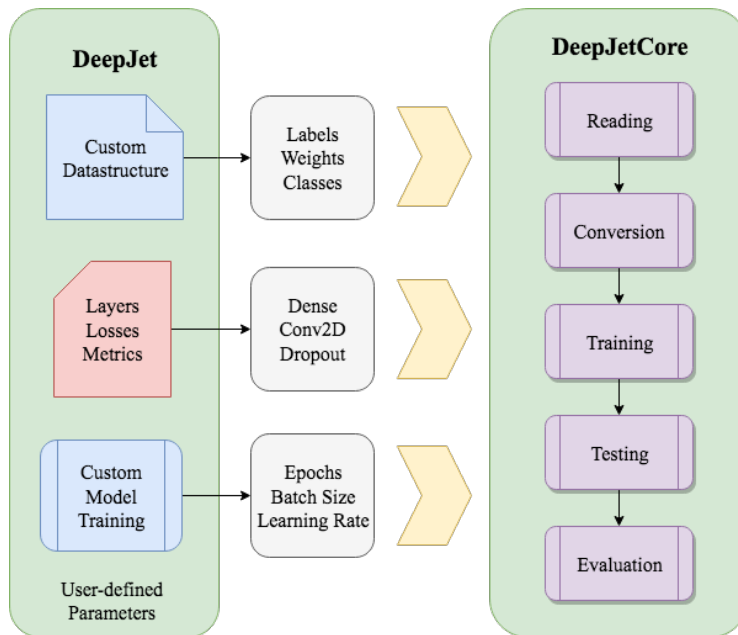 DeepJet
Custom
Datastructure
Layers
Losses
Metrics
Custom
Model
Training
User-defined
Parameters
Labels
Weights
Classes
Dense
Conv2D
Dropout
Epochs
Batch Size
Learning Rate
DeepJetCore
Reading
Conversion
Training
Testing
Evaluation